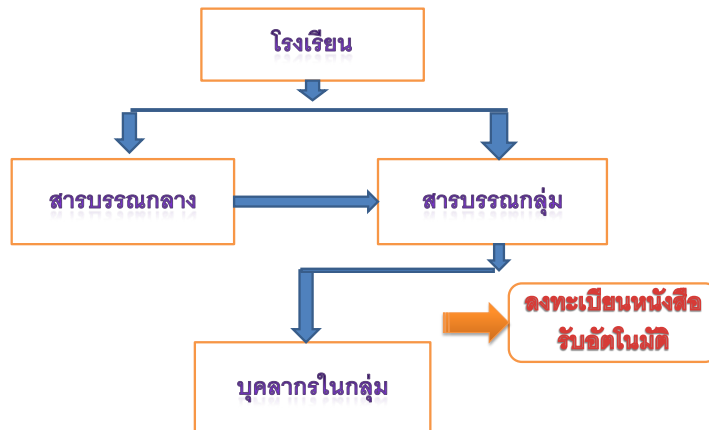 โรงเรียน
สารบรรณกลาง
สารบรรณกลุ่ม
ลงทะเบียนหนังสือ
รับอัตโนมัติ
บุคลากรในกลุ่ม